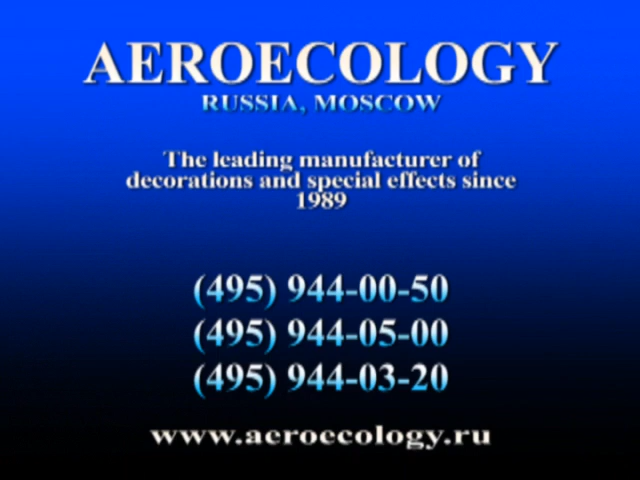 AEROECOLOGY
RUSSIA, MOSCOW
The leading manufacturer of
decorations and special effects since
1989
(495) 944-00-50
(495) 944-05-00
(495) 944-03-20
www.aeroecology.ru